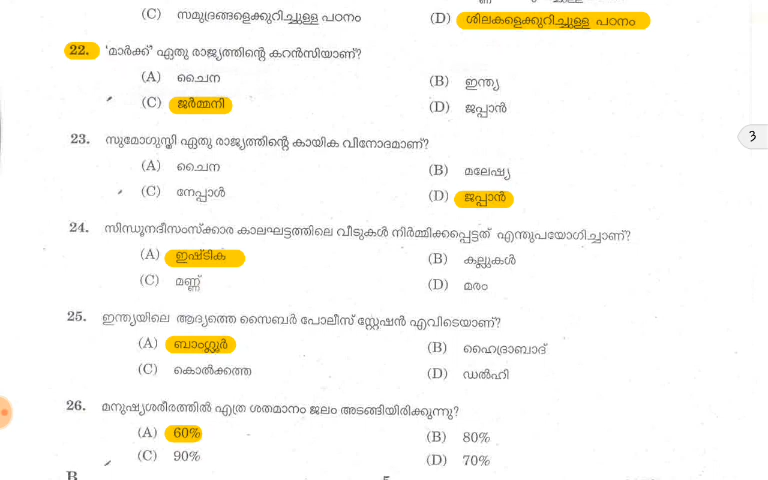 (C) സമുദ്രങ്ങളെക്കുറിച്ചുള്ള പഠനം (D) ശിലകളെക്കുറിച്ചുള്ള പഠനം
22. ‘മാർക്ക്’ ഏതു രാജ്യത്തിന്റെ കറൻസിയാണ്?
(A) ചൈന (B) ഇന്ത്യ
(C) ജർമ്മനി (D) ജപ്പാൻ
3
23. സുമോഗുസ്തി ഏതു രാജ്യത്തിന്റെ കായിക വിനോദമാണ്?
(A) ചൈന (B) മലേഷ്യ
(C) നേപ്പാൾ (D) ജപ്പാൻ
24. സിന്ധൂനദീസംസ്ക്കാര കാലഘട്ടത്തിലെ വീടുകൾ നിർമ്മിക്കപ്പെട്ടത് എന്തുപയോഗിച്ചാണ്?
(A) ഇഷ്ടിക (B) കല്ലുകൾ
(C) മണ്ണ് (D) മരം
25. ഇന്ത്യയിലെ ആദ്യത്തെ സൈബർ പോലീസ് സ്റ്റേഷൻ എവിടെയാണ്?
(A) ബാംഗ്ലൂർ (B) ഹൈദ്രാബാദ്
(C) കൊൽക്കത്ത (D) ഡൽഹി
26. മനുഷ്യശരീരത്തിൽ എത്ര ശതമാനം ജലം അടങ്ങിയിരിക്കുന്നു?
(A) 60% (B) 80%
(C) 90% (D) 70%
B